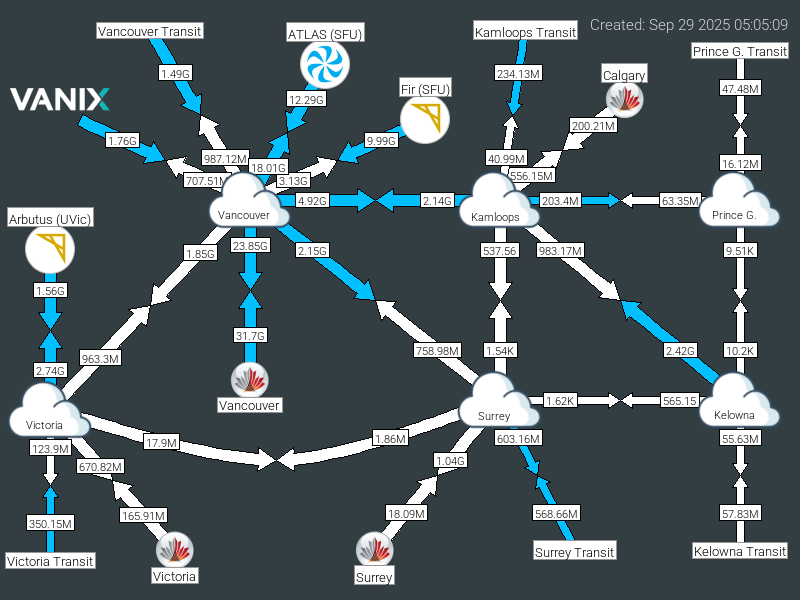 Created: Sep 29 2025 05:05:09
Vancouver Transit
ATLAS (SFU)
Kamloops Transit
Prince G. Transit
1.49G
234.13M
Calgary
VANIX
12.29G
Fir (SFU)
47.48M
200.21M
1.76G
9.99G
987.12M
40.99M
16.12M
18.01G
707.51M
3.13G
556.15M
4.92G
2.14G
203.4M
63.35M
Arbutus (UVic)
Vancouver
Kamloops
Prince G.
1.85G
23.85G
2.15G
537.56
983.17M
9.51K
1.56G
31.7G
963.3M
758.98M
1.54K
2.42G
10.2K
2.74G
Vancouver
1.62K
565.15
Victoria
Surrey
Kelowna
123.9M
17.9M
1.86M
603.16M
55.63M
670.82M
1.04G
350.15M
165.91M
18.09M
568.66M
57.83M
Victoria Transit
Victoria
Surrey
Surrey Transit
Kelowna Transit